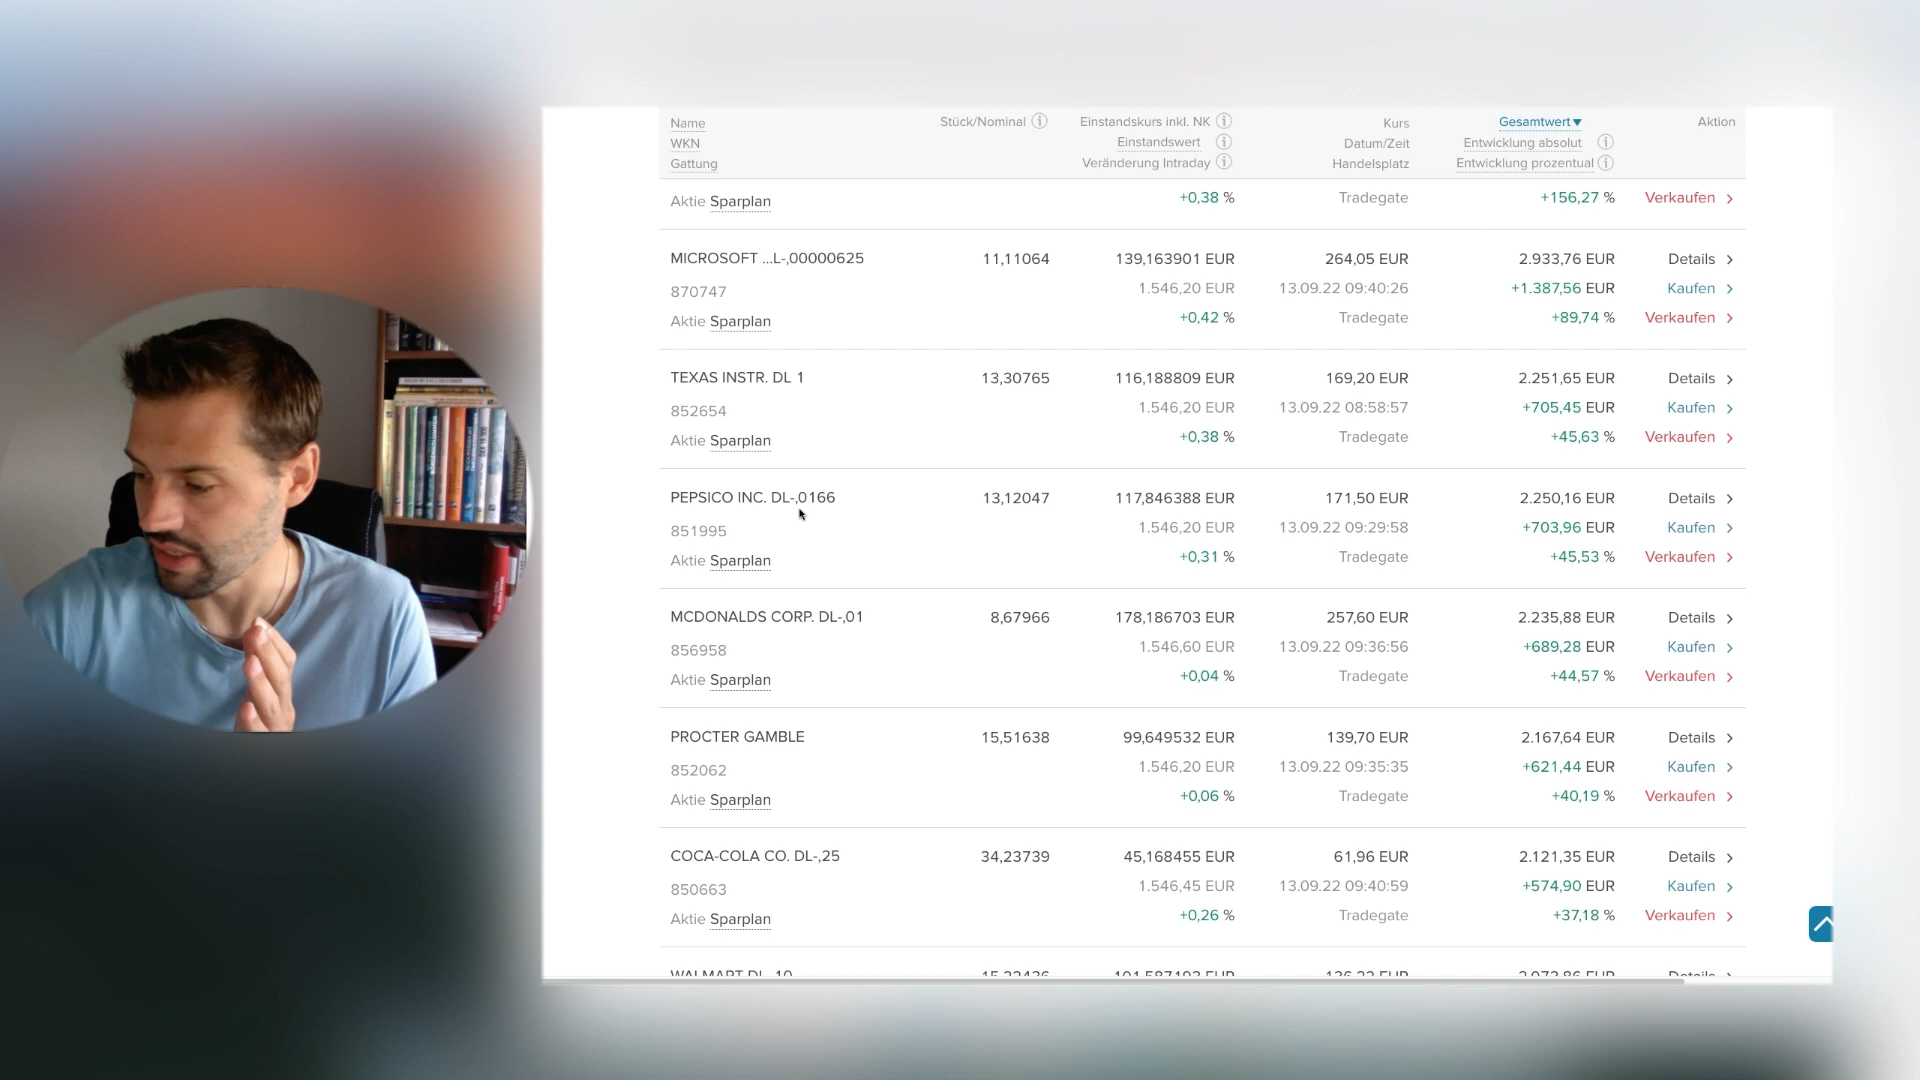 Name Stück/Nominal Einstandskurs inkl. NK Kurs Gesamtwert▼ Aktion
WKN Einstandswert Datum/Zeit Entwicklung absolut
Gattung Veränderung Intraday Handelsplatz Entwicklung prozentual
Aktie Sparplan +0,38 % Tradegate +156,27 % Verkaufen
MICROSOFT ...L-,00000625 11,11064 139,163901 EUR 264,05 EUR 2.933,76 EUR Details
870747 1.546,20 EUR 13.09.22 09:40:26 +1.387,56 EUR Kaufen
Aktie Sparplan +0,42 % Tradegate +89,74 % Verkaufen
TEXAS INSTR. DL 1 13,30765 116,188809 EUR 169,20 EUR 2.251,65 EUR Details
852654 1.546,20 EUR 13.09.22 08:58:57 +705,45 EUR Kaufen
Aktie Sparplan +0,38 % Tradegate +45,63 % Verkaufen
PEPSICO INC. DL-,0166 13,12047 117,846388 EUR 171,50 EUR 2.250,16 EUR Details
851995 1.546,20 EUR 13.09.22 09:29:58 +703,96 EUR Kaufen
Aktie Sparplan +0,31 % Tradegate +45,53 % Verkaufen
MCDONALDS CORP. DL-,01 8,67966 178,186703 EUR 257,60 EUR 2.235,88 EUR Details
856958 1.546,60 EUR 13.09.22 09:36:56 +689,28 EUR Kaufen
Aktie Sparplan +0,04 % Tradegate +44,57 % Verkaufen
PROCTER GAMBLE 15,51638 99,649532 EUR 139,70 EUR 2.167,64 EUR Details
852062 1.546,20 EUR 13.09.22 09:35:35 +621,44 EUR Kaufen
Aktie Sparplan +0,06 % Tradegate +40,19 % Verkaufen
COCA-COLA CO. DL-,25 34,23739 45,168455 EUR 61,96 EUR 2.121,35 EUR Details
850663 1.546,45 EUR 13.09.22 09:40:59 +574,90 EUR Kaufen
Aktie Sparplan +0,26 % Tradegate +37,18 % Verkaufen
WALMART EUR EUR EUR Details